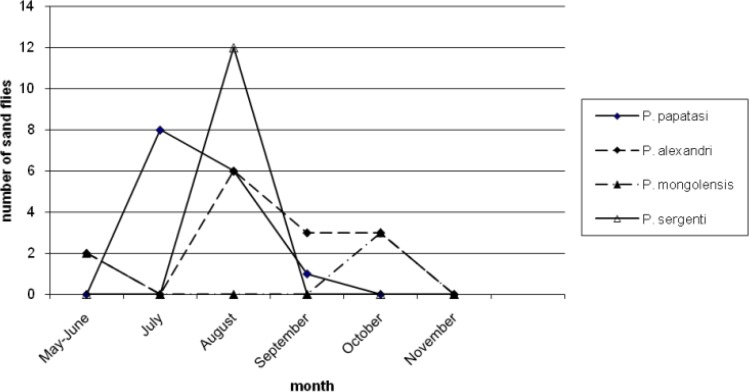 14
12
10
8
6
4
2
0
number of sand flies
May-June
July
August
September
October
November
month
P. papatasi
P. alexandri
P. mongolensis
P. sergenti